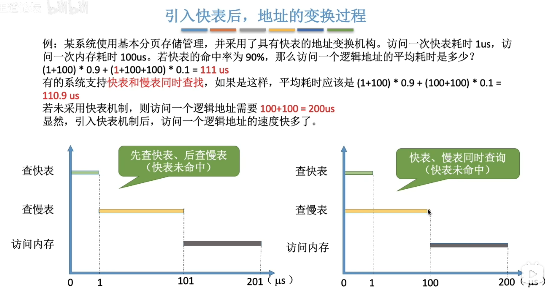 引入快表后，地址的变换过程
例：某系统使用基本分页存储管理，并采用了具有快表的地址变换机构。访问一次快表耗时 1us，访
问一次内存耗时 100us。若快表的命中率为 90%，那么访问一个逻辑地址的平均耗时是多少？
(1+100) * 0.9 + (1+100+100) * 0.1 = 111 us
有的系统支持快表和慢表同时查找，如果是这样，平均耗时应该是 (1+100) * 0.9 + (100+100) * 0.1 =
110.9 us
若未采用快表机制，则访问一个逻辑地址需要 100+100 = 200us
显然，引入快表机制后，访问一个逻辑地址的速度快多了。
先查快表、后查慢表
（快表未命中）
查快表
查慢表
访问内存
0 1 101 201 （μs）
快表、慢表同时查询
（快表未命中）
查快表
查慢表
访问内存
0 1 100 200 （μs）